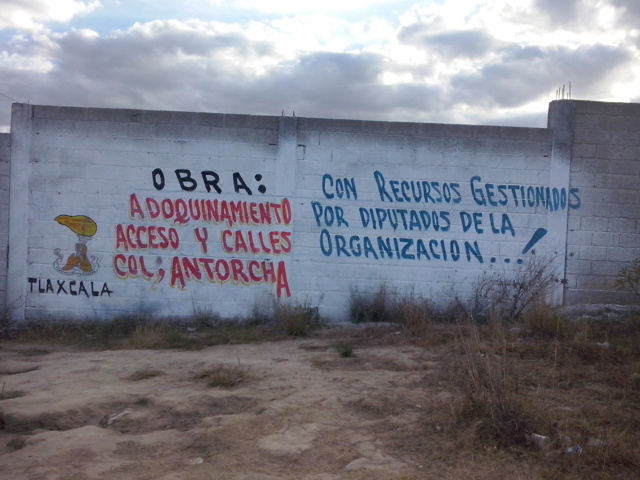 OBRA:
ADOQUINAMIENTO
ACCESO Y CALLES
COL; ANTORCHA
TLAXCALA
CON RECURSOS GESTIONADOS
POR DIPUTADOS DE LA
ORGANIZACION...!